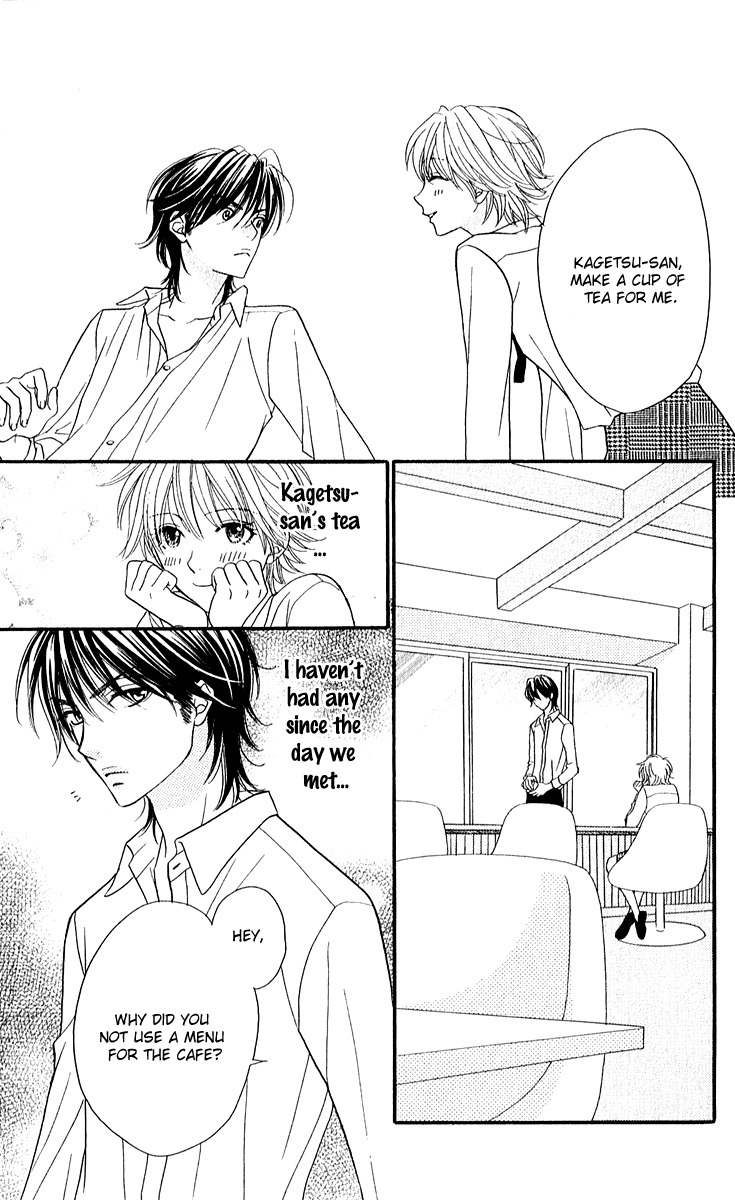 KAGETSU-SAN,
MAKE A CUP OF
TEA FOR ME.
Kagetsu-
san's tea
...
I haven't
had any
since the
day we
met...
HEY,
WHY DID YOU
NOT USE A MENU
FOR THE CAFE?